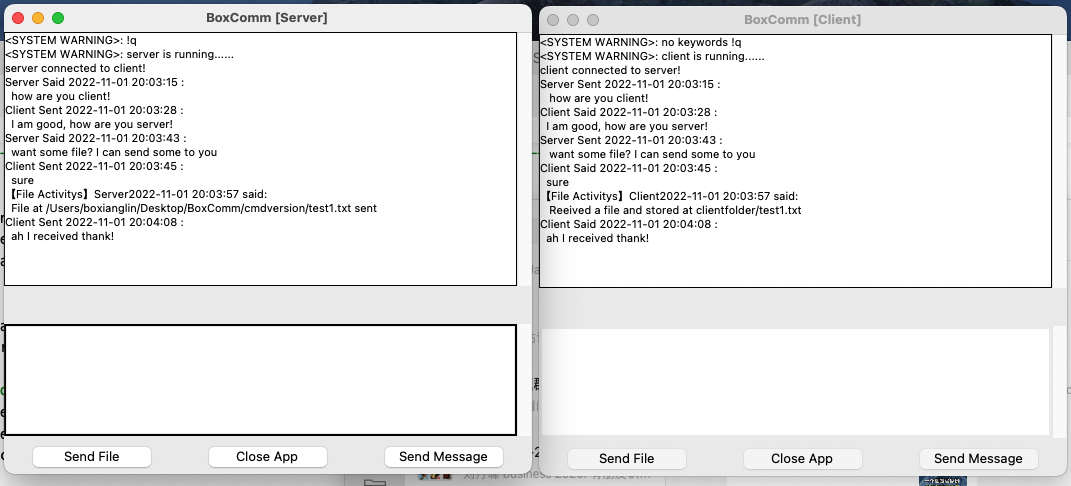 BoxComm [Server]
<SYSTEM WARNING>: !q
<SYSTEM WARNING>: server is running......
server connected to client!
Server Said 2022-11-01 20:03:15 :
how are you client!
Client Sent 2022-11-01 20:03:28 :
I am good, how are you server!
Server Said 2022-11-01 20:03:43 :
want some file? I can send some to you
Client Sent 2022-11-01 20:03:45 :
sure
【File Activitys】Server2022-11-01 20:03:57 said:
File at /Users/boxianglin/Desktop/BoxComm/cmdversion/test1.txt sent
Client Sent 2022-11-01 20:04:08 :
ah I received thank!
Send File
Close App
Send Message
BoxComm [Client]
<SYSTEM WARNING>: no keywords !q
<SYSTEM WARNING>: client is running......
client connected to server!
Server Sent 2022-11-01 20:03:15 :
how are you client!
Client Said 2022-11-01 20:03:28 :
I am good, how are you server!
Server Sent 2022-11-01 20:03:43 :
want some file? I can send some to you
Client Said 2022-11-01 20:03:45 :
sure
【File Activitys】Client2022-11-01 20:03:57 said:
Reeived a file and stored at clientfolder/test1.txt
Client Said 2022-11-01 20:04:08 :
ah I received thank!
Send File
Close App
Send Message